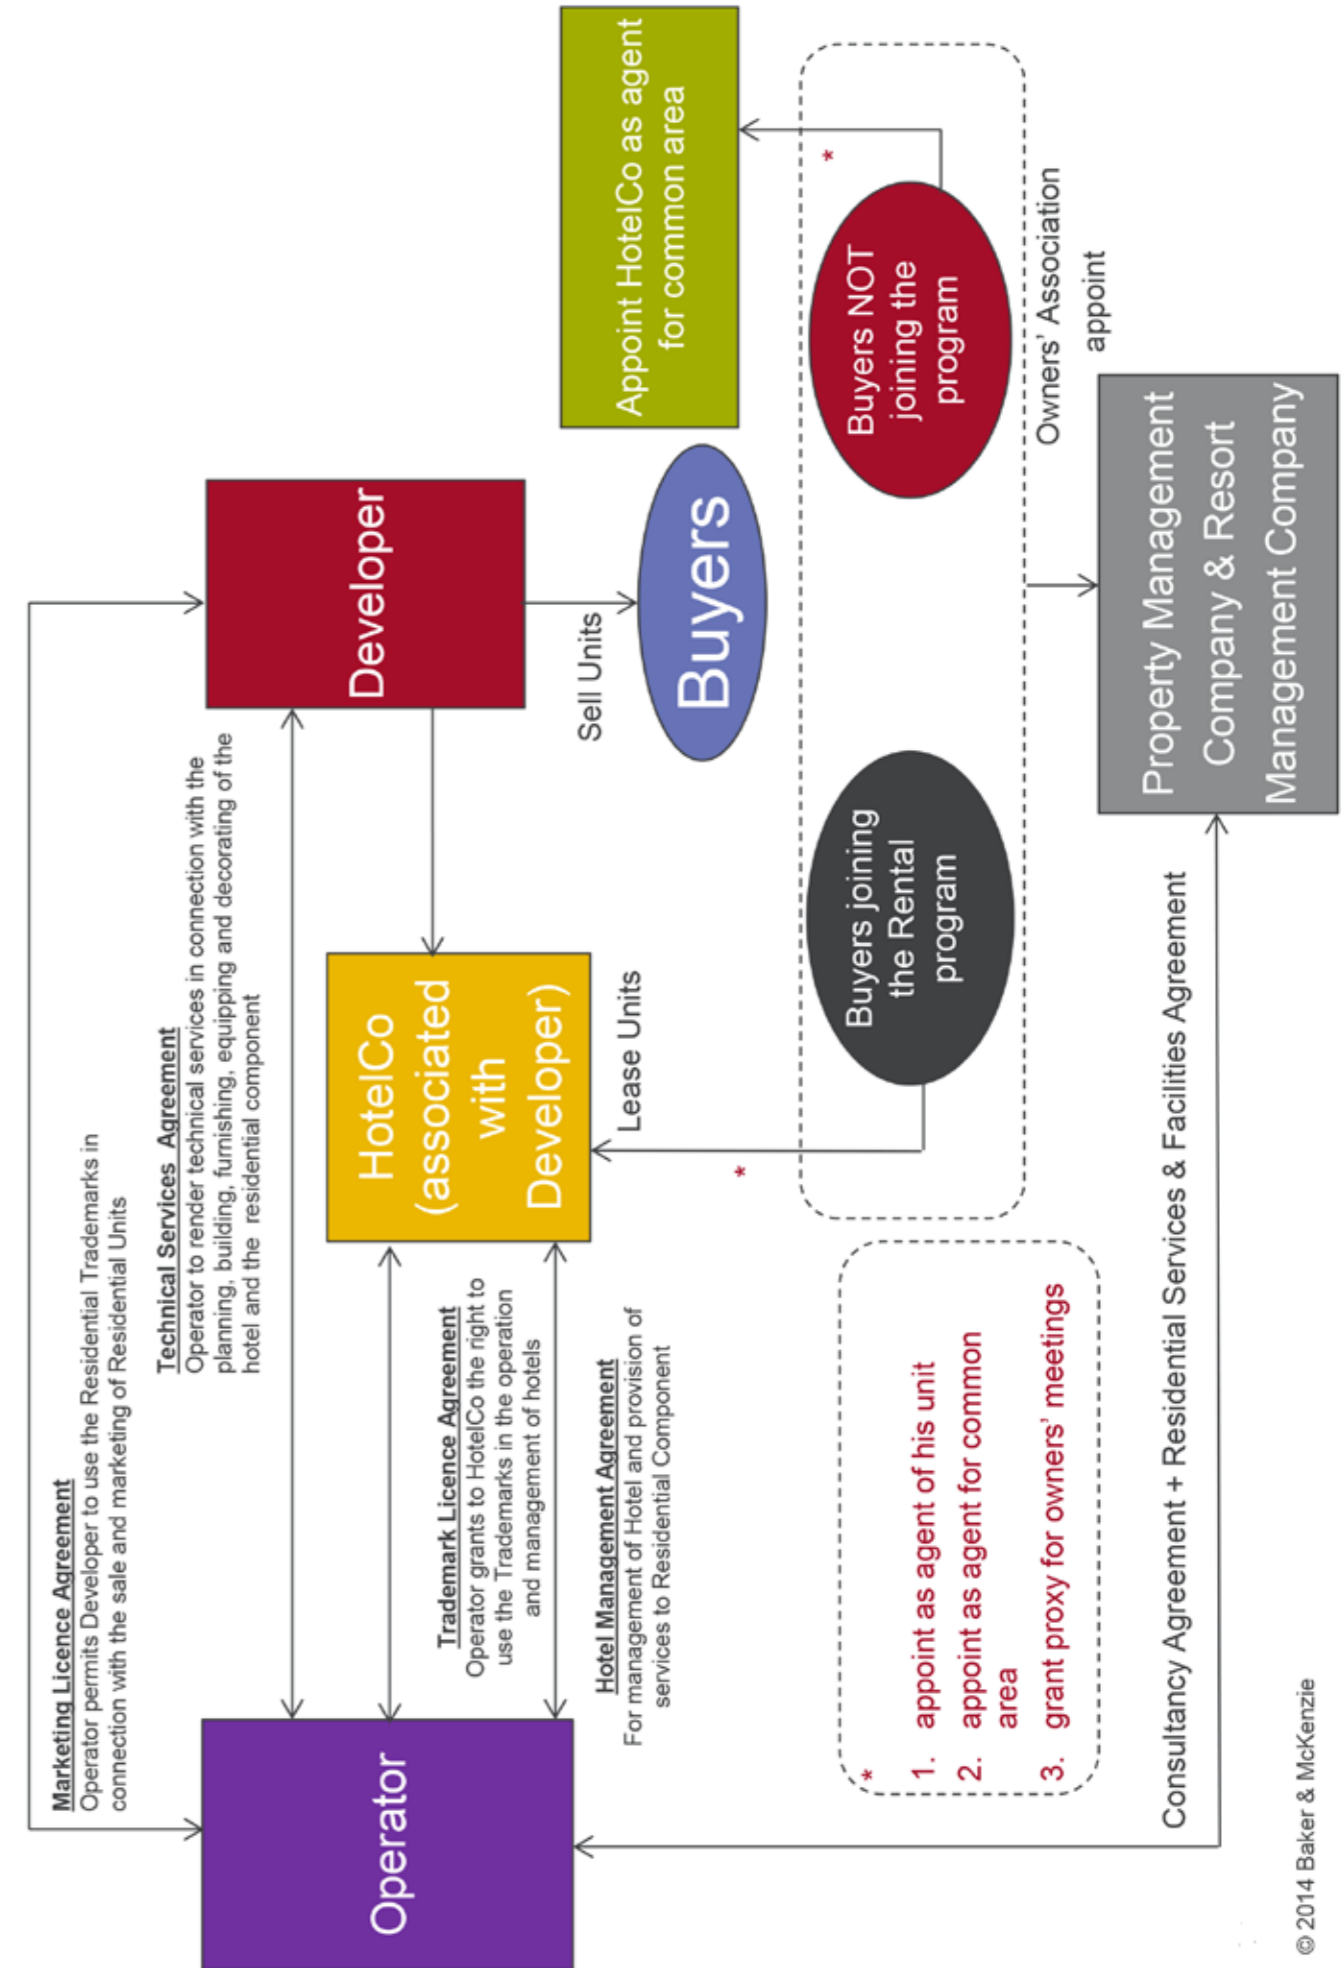 Marketing Licence Agreement
Operator permits Developer to use the Residential Trademarks in
connection with the sale and marketing of Residential Units
Technical Services Agreement
Operator to render technical services in connection with the
planning, building, furnishing, equipping and decorating of the
hotel and the residential component
Operator
Trademark Licence Agreement
Operator grants to HotelCo the right to
use the Trademarks in the operation
and management of hotels
Hotel Management Agreement
For management of Hotel and provision of
services to Residential Component
HotelCo
(associated
with
Developer)
Developer
Sell Units
Lease Units
*
Buyers
Appoint HotelCo as agent
for common area
*
Buyers joining
the Rental
program
Buyers NOT
joining the
program
Owners' Association
appoint
*
1. appoint as agent of his unit
2. appoint as agent for common
area
3. grant proxy for owners' meetings
Property Management
Company & Resort
Management Company
Consultancy Agreement + Residential Services & Facilities Agreement
© 2014 Baker & McKenzie